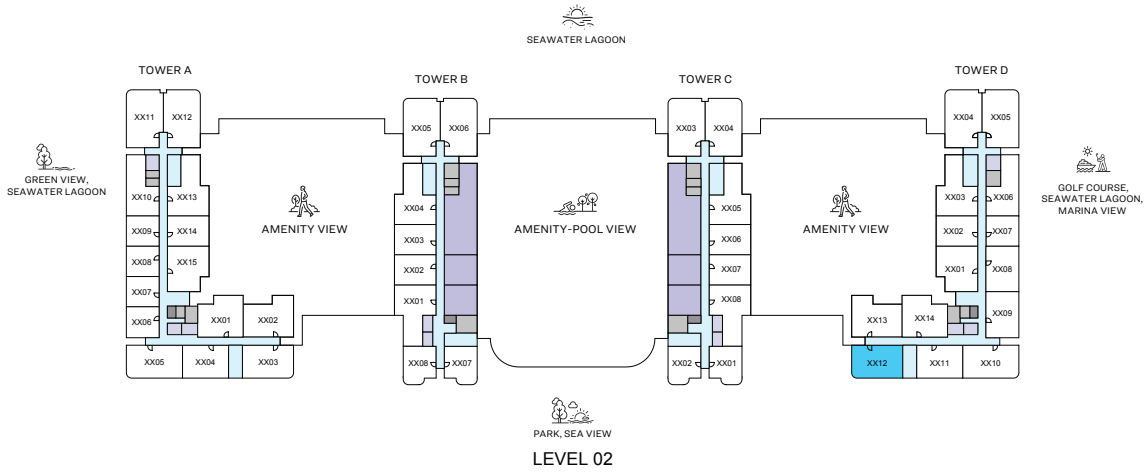 SEAWATER LAGOON
TOWER A
TOWER B
TOWER C
TOWER D
XX11
XX12
XX05
XX06
XX03
XX04
XX04
XX05
GREEN VIEW,
SEAWATER LAGOON
GOLF COURSE,
SEAWATER LAGOON,
MARINA VIEW
XX10
XX13
XX04
XX05
XX03
XX06
AMENITY VIEW
AMENITY-POOL VIEW
AMENITY VIEW
XX09
XX14
XX03
XX06
XX02
XX07
XX08
XX15
XX02
XX07
XX01
XX08
XX07
XX01
XX08
XX06
XX01
XX02
XX13
XX14
XX09
XX05
XX04
XX03
XX08
XX07
XX02
XX01
XX12
XX11
XX10
PARK, SEA VIEW
LEVEL 02